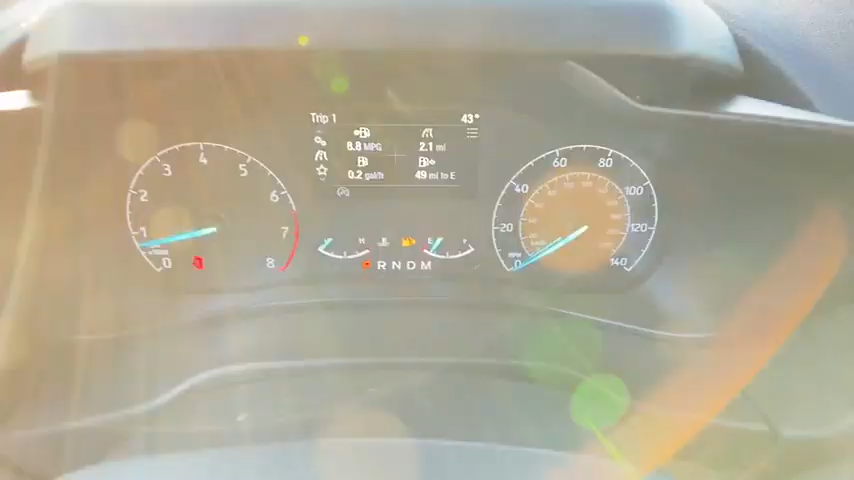 Trip 1 43°
8.8 MPG 2.1 mi
0.2 gal/h 49 mi to E
0 1 2 3 4 5 6 7 8
0 20 40 60 80 100 120 140
MPH
H E F
R N D M